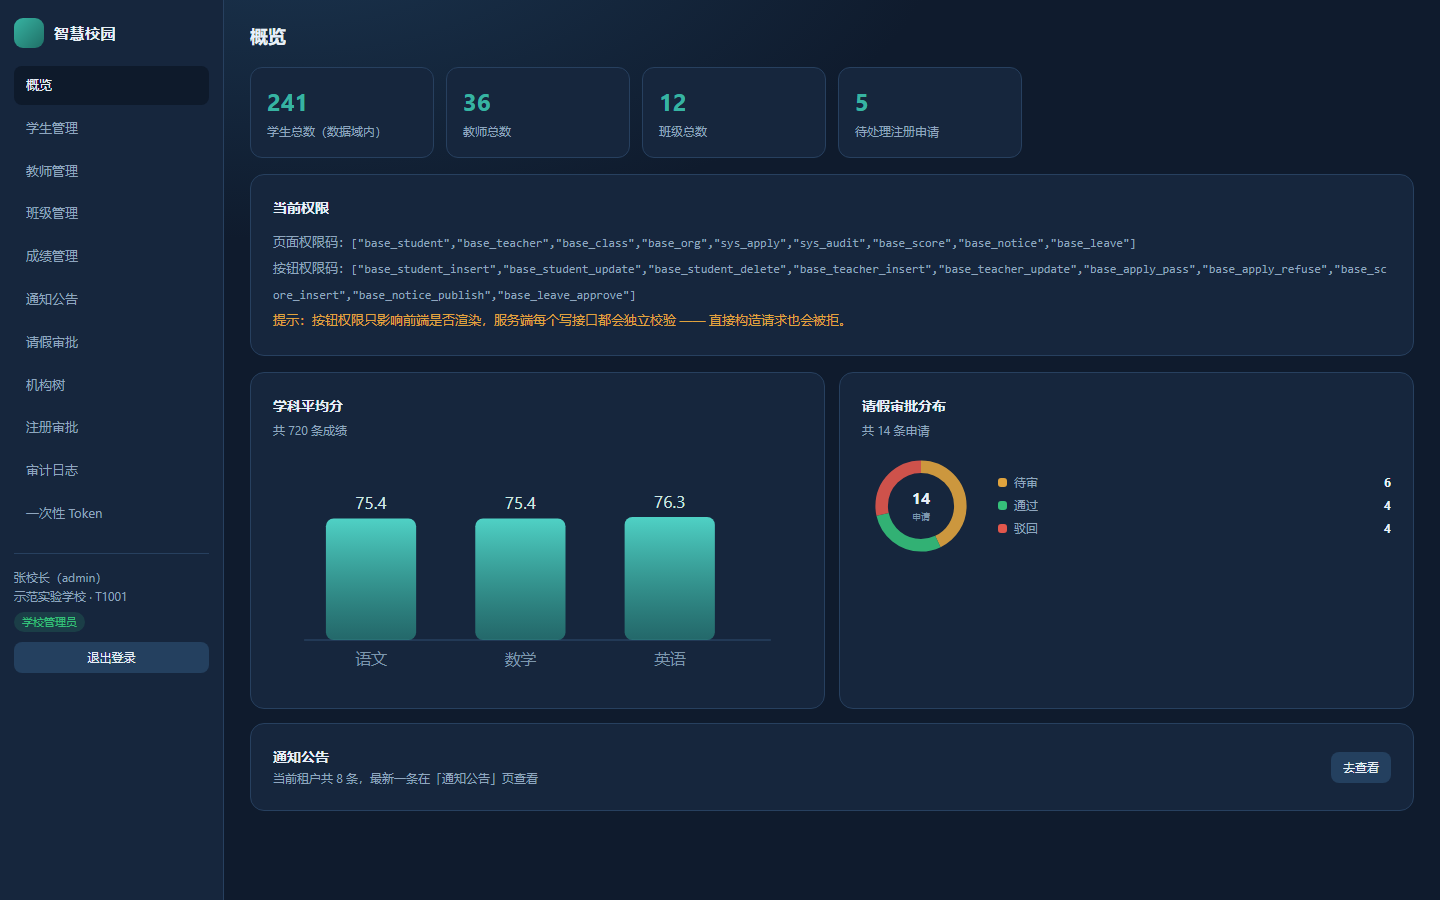 智慧校园
概览
学生管理
教师管理
班级管理
成绩管理
通知公告
请假审批
机构树
注册审批
审计日志
一次性 Token
张校长（admin）
示范实验学校 · T1001
学校管理员
退出登录
概览
241
学生总数（数据域内）
36
教师总数
12
班级总数
5
待处理注册申请
当前权限
页面权限码：["base_student","base_teacher","base_class","base_org","sys_apply","sys_audit","base_score","base_notice","base_leave"]
按钮权限码：["base_student_insert","base_student_update","base_student_delete","base_teacher_insert","base_teacher_update","base_apply_pass","base_apply_refuse","base_sc
ore_insert","base_notice_publish","base_leave_approve"]
提示：按钮权限只影响前端是否渲染，服务端每个写接口都会独立校验 —— 直接构造请求也会被拒。
学科平均分
共 720 条成绩
75.4
75.4
76.3
语文
数学
英语
请假审批分布
共 14 条申请
14
申请
待审 6
通过 4
驳回 4
通知公告
当前租户共 8 条，最新一条在「通知公告」页查看
去查看